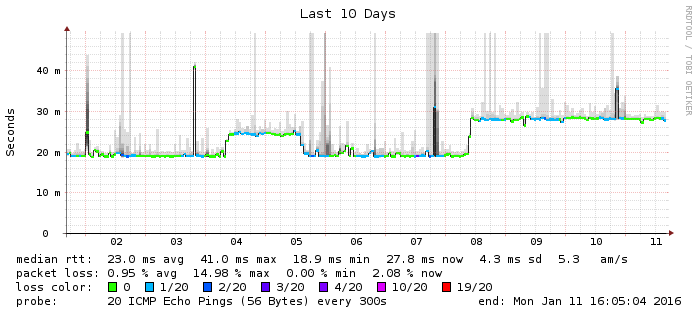 Last 10 Days
RRDTOOL / TOBI OETIKER
Seconds
40 m
30 m
20 m
10 m
0
02 03 04 05 06 07 08 09 10 11
median rtt: 23.0 ms avg 41.0 ms max 18.9 ms min 27.8 ms now 4.3 ms sd 5.3 am/s
packet loss: 0.95 % avg 14.98 % max 0.00 % min 2.08 % now
loss color: 0 1/20 2/20 3/20 4/20 10/20 19/20
probe: 20 ICMP Echo Pings (56 Bytes) every 300s end: Mon Jan 11 16:05:04 2016